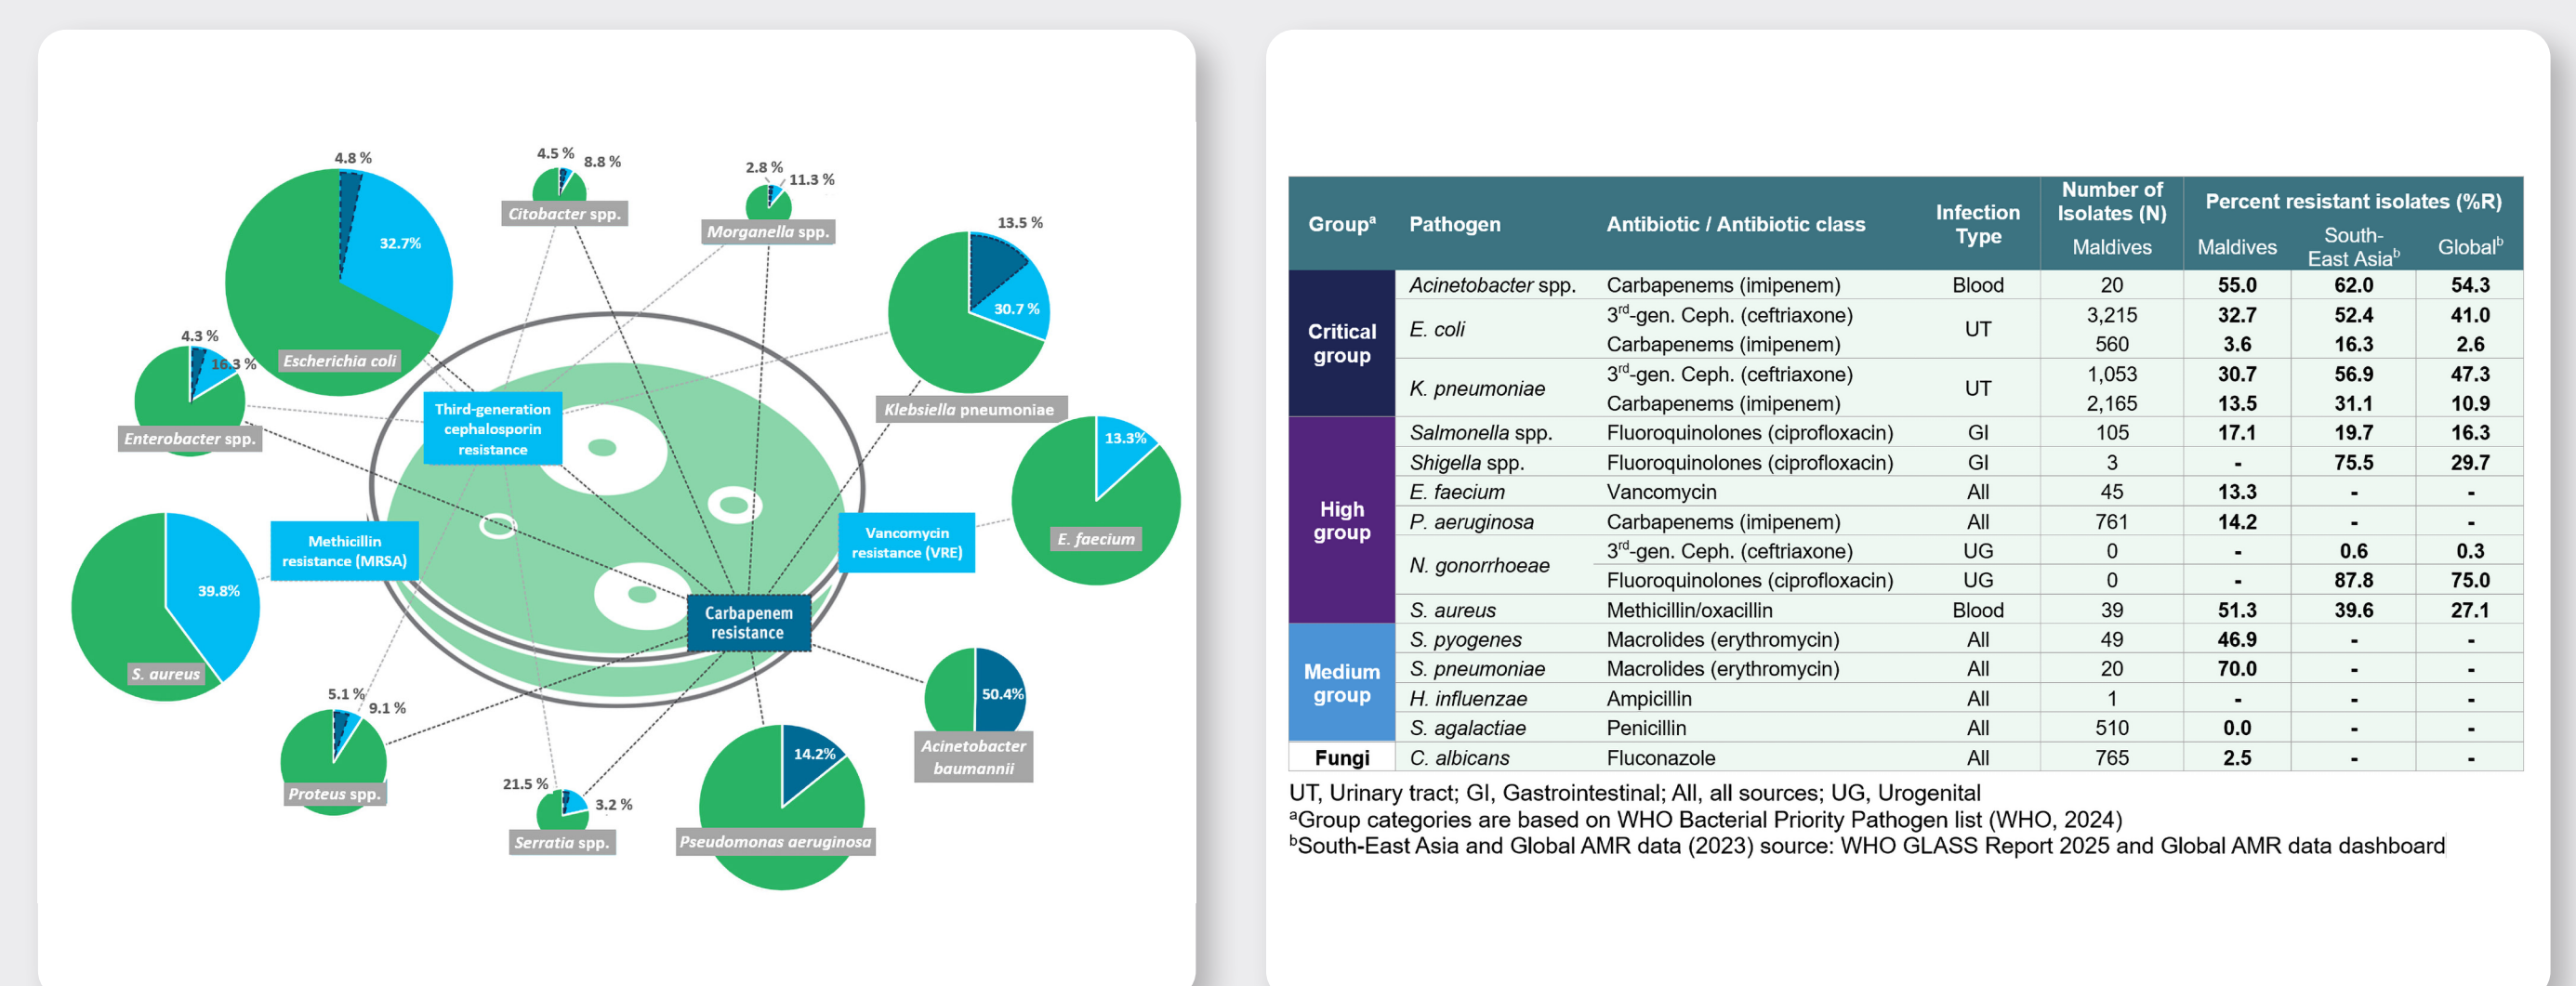 4.8 %
32.7%
Escherichia coli
4.5 %
8.8 %
Citobacter spp.
2.8 %
11.3 %
Morganella spp.
13.5 %
30.7 %
Klebsiella pneumoniae
4.3 %
16.3 %
Enterobacter spp.
Third-generation
cephalosporin
resistance
13.3%
E. faecium
Methicillin
resistance (MRSA)
Vancomycin
resistance (VRE)
39.8%
S. aureus
Carbapenem
resistance
50.4%
Acinetobacter
baumannii
5.1 %
9.1 %
Proteus spp.
21.5 %
3.2 %
Serratia spp.
14.2%
Pseudomonas aeruginosa
Groupᵃ Pathogen Antibiotic / Antibiotic class Infection Type Number of Isolates (N) Percent resistant isolates (%R)
Maldives Maldives South-East Asiaᵇ Globalᵇ
Critical group
Acinetobacter spp. Carbapenems (imipenem) Blood 20 55.0 62.0 54.3
E. coli 3rd-gen. Ceph. (ceftriaxone) UT 3,215 32.7 52.4 41.0
Carbapenems (imipenem) 560 3.6 16.3 2.6
K. pneumoniae 3rd-gen. Ceph. (ceftriaxone) UT 1,053 30.7 56.9 47.3
Carbapenems (imipenem) 2,165 13.5 31.1 10.9
High group
Salmonella spp. Fluoroquinolones (ciprofloxacin) GI 105 17.1 19.7 16.3
Shigella spp. Fluoroquinolones (ciprofloxacin) GI 3 - 75.5 29.7
E. faecium Vancomycin All 45 13.3 - -
P. aeruginosa Carbapenems (imipenem) All 761 14.2 - -
N. gonorrhoeae 3rd-gen. Ceph. (ceftriaxone) UG 0 - 0.6 0.3
Fluoroquinolones (ciprofloxacin) UG 0 - 87.8 75.0
S. aureus Methicillin/oxacillin Blood 39 51.3 39.6 27.1
Medium group
S. pyogenes Macrolides (erythromycin) All 49 46.9 - -
S. pneumoniae Macrolides (erythromycin) All 20 70.0 - -
H. influenzae Ampicillin All 1 - - -
S. agalactiae Penicillin All 510 0.0 - -
Fungi C. albicans Fluconazole All 765 2.5 - -
UT, Urinary tract; GI, Gastrointestinal; All, all sources; UG, Urogenital
ᵃGroup categories are based on WHO Bacterial Priority Pathogen list (WHO, 2024)
ᵇSouth-East Asia and Global AMR data (2023) source: WHO GLASS Report 2025 and Global AMR data dashboard